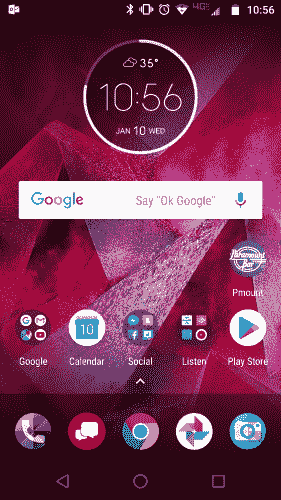 4G 10:56
35°
10:56
JAN 10 WED
Google Say "Ok Google"
Paramount
Bar
Pmount
10
Google Calendar Social Listen Play Store